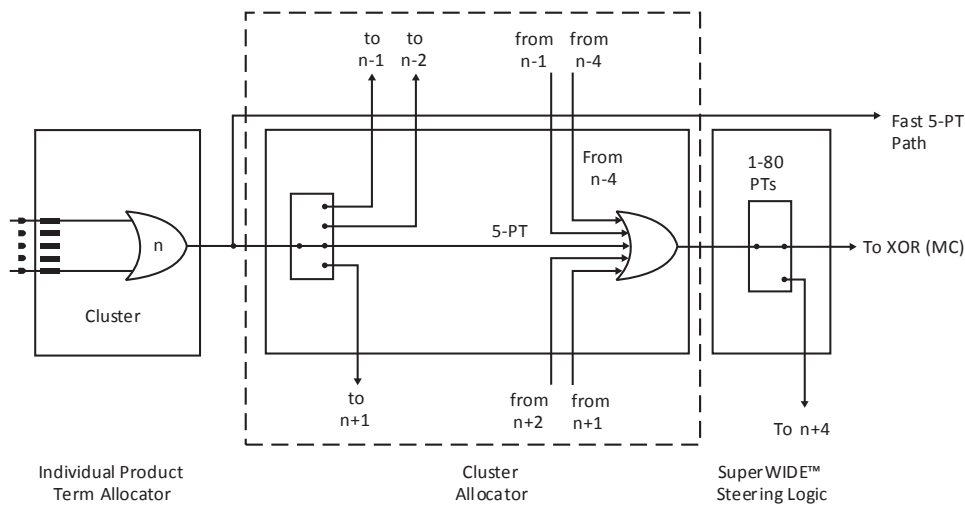 to
n-1
to
n-2
from
n-1
from
n-4
Fast 5-PT
Path
From
n-4
1-80
PTs
n
5-PT
To XOR (MC)
Cluster
to
n+1
from
n+2
from
n+1
To n+4
Individual Product
Term Allocator
Cluster
Allocator
SuperWIDE™
Steering Logic